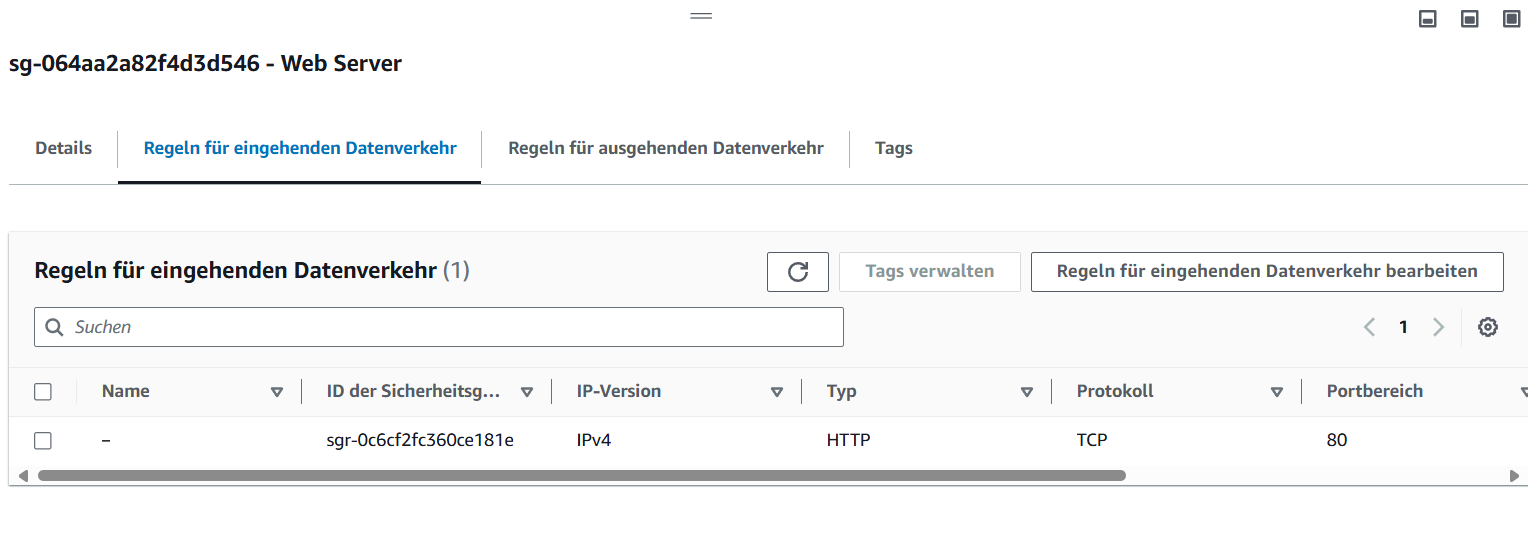 sg-064aa2a82f4d3d546 - Web Server
Details Regeln für eingehenden Datenverkehr Regeln für ausgehenden Datenverkehr Tags
Regeln für eingehenden Datenverkehr (1) Tags verwalten Regeln für eingehenden Datenverkehr bearbeiten
Suchen 1
Name ID der Sicherheitsg... IP-Version Typ Protokoll Portbereich
– sgr-0c6cf2fc360ce181e IPv4 HTTP TCP 80